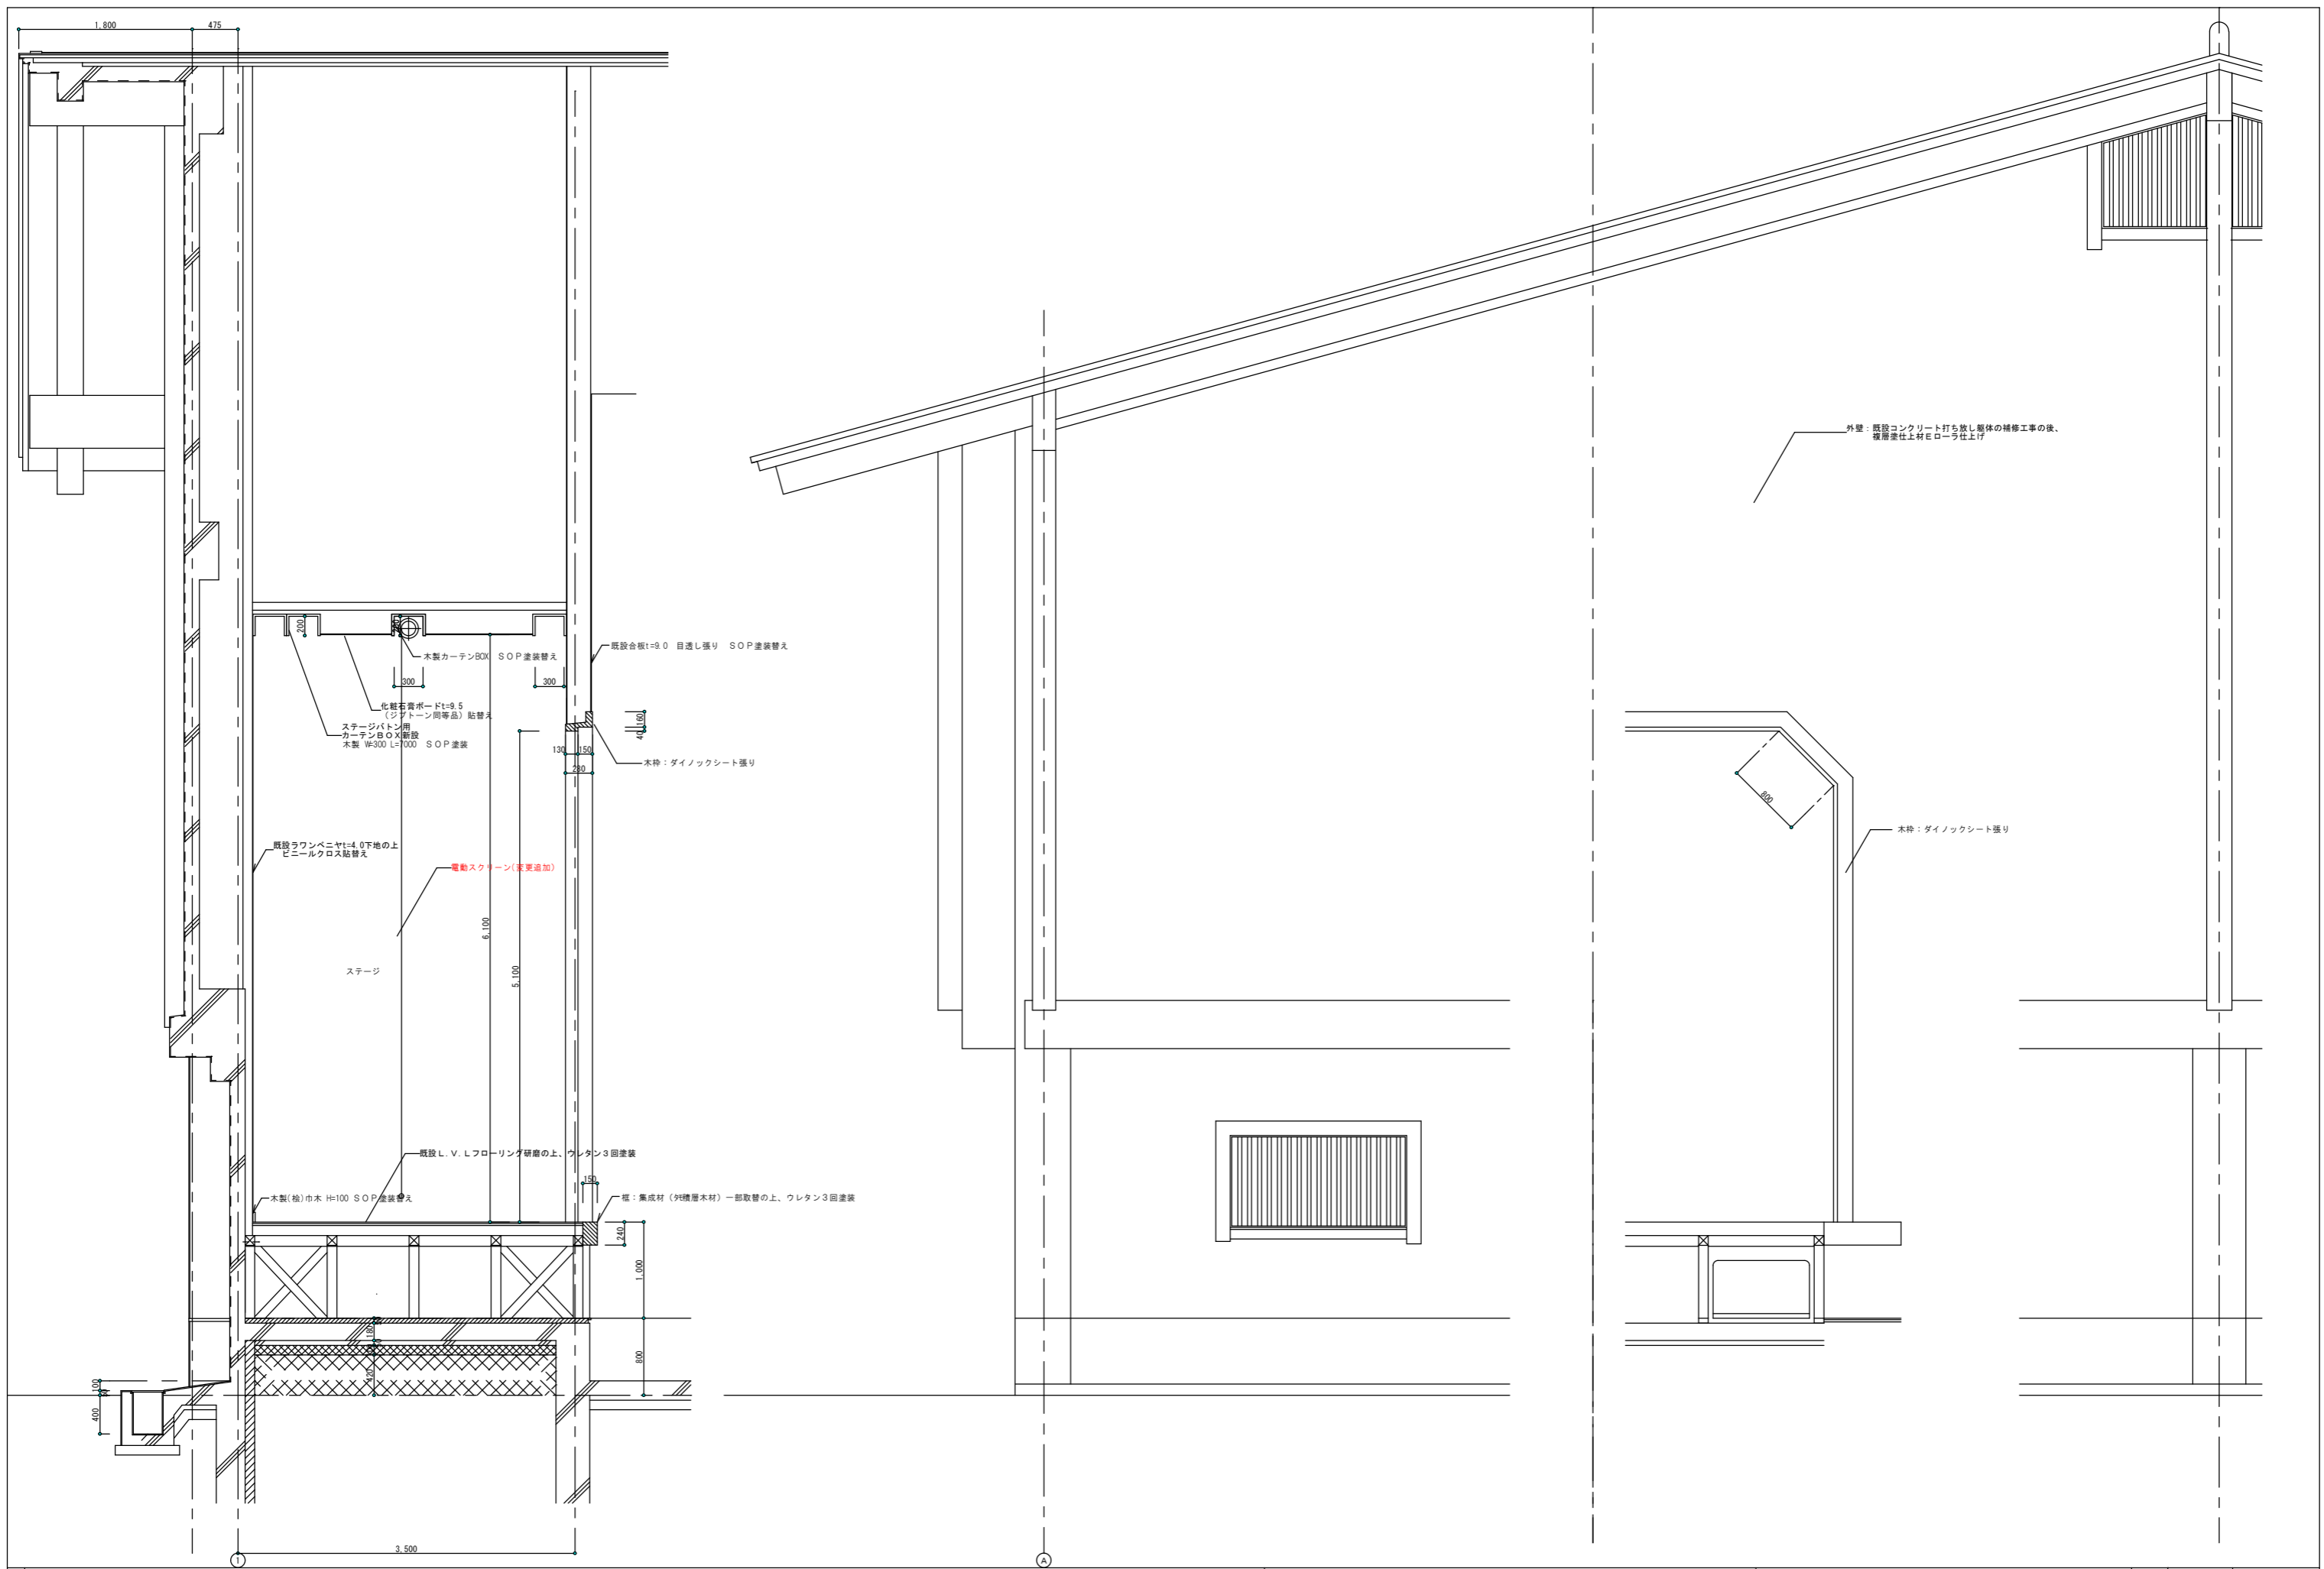 1,800
475
外壁：既設コンクリート打ち放し躯体の補修工事の後、
複層塗仕上材Ｅローラ仕上げ
200
既設合板t=9.0　目透し張り　ＳＯＰ塗装替え
木製カーテンBOX　ＳＯＰ塗装替え
300
300
化粧石膏ボードt=9.5
（ジプトーン同等品）貼替え
ステージバトン用
カーテンＢＯＸ新設
木製 W=300 L=7000　ＳＯＰ塗装
160
40
130
150
280
木枠：ダイノックシート張り
800
木枠：ダイノックシート張り
既設ラワンベニヤt=4.0下地の上
ビニールクロス貼替え
電動スクリーン(変更追加)
6,100
5,100
ステージ
既設Ｌ．Ｖ．Ｌフローリング研磨の上、ウレタン３回塗装
150
木製(桧)巾木 H=100 ＳＯＰ塗装替え
框：集成材（タモ積層木材）一部取替の上、ウレタン３回塗装
240
1,000
180
800
420
100
400
3,500
1
A